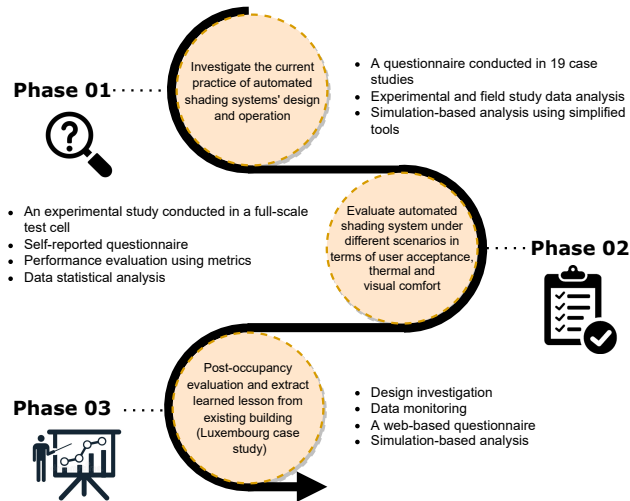 Phase 01
?
Investigate the current
practice of automated
shading systems' design
and operation
• A questionnaire conducted in 19 case
studies
• Experimental and field study data analysis
• Simulation-based analysis using simplified
tools
• An experimental study conducted in a full-scale
test cell
• Self-reported questionnaire
• Performance evaluation using metrics
• Data statistical analysis
Evaluate automated
shading system under
different scenarios in
terms of user acceptance,
thermal and
visual comfort
Phase 02
Phase 03
Post-occupancy
evaluation and extract
learned lesson from
existing building
(Luxembourg case
study)
• Design investigation
• Data monitoring
• A web-based questionnaire
• Simulation-based analysis